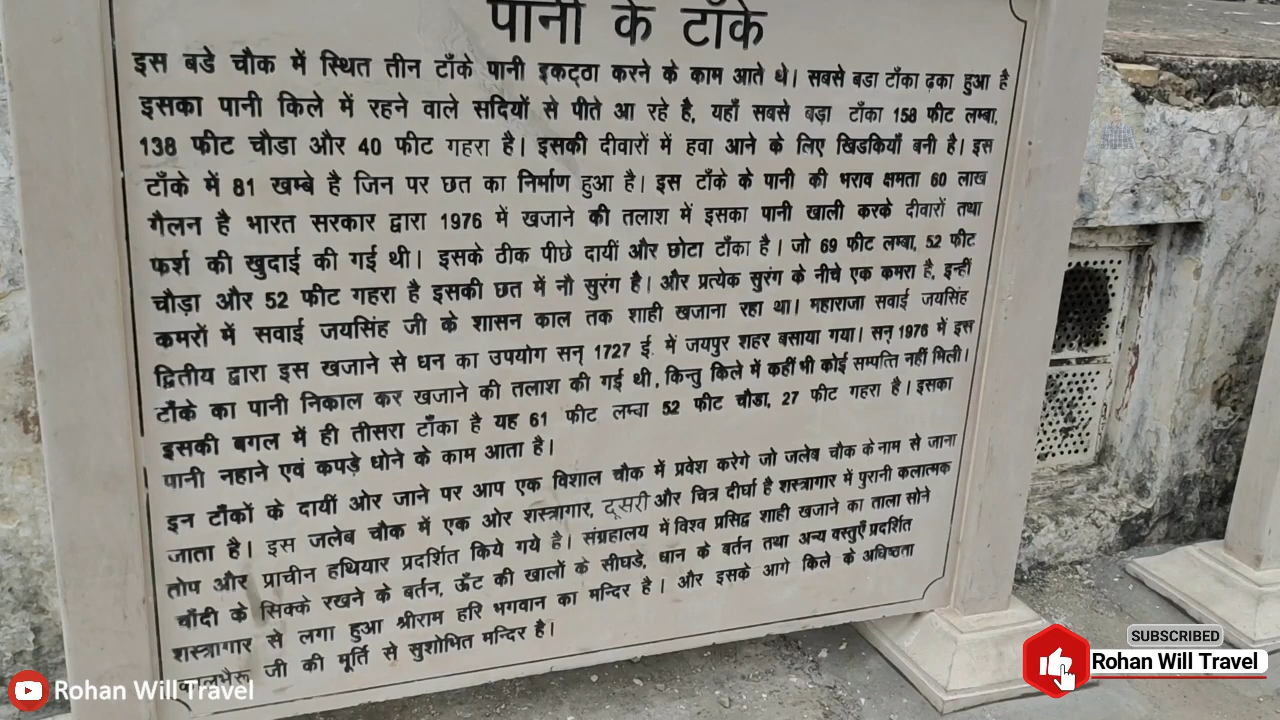 पानी के टाँके
इस बडे चौक में स्थित तीन टाँके पानी इकट्ठा करने के काम आते थे। सबसे बडा टाँका ढ़का हुआ है
इसका पानी किले में रहने वाले सदियों से पीते आ रहे है, यहाँ सबसे बड़ा टाँका 158 फीट लम्बा,
138 फीट चौडा और 40 फीट गहरा है। इसकी दीवारों में हवा आने के लिए खिडकियाँ बनी है। इस
टाँके में 81 खम्बे है जिन पर छत का निर्माण हुआ है। इस टाँके के पानी की भराव क्षमता 60 लाख
गैलन है भारत सरकार द्वारा 1976 में खजाने की तलाश में इसका पानी खाली करके दीवारों तथा
फर्श की खुदाई की गई थी। इसके ठीक पीछे दायीं और छोटा टाँका है। जो 69 फीट लम्बा, 52 फीट
चौड़ा और 52 फीट गहरा है इसकी छत में नौ सुरंग है। और प्रत्येक सुरंग के नीचे एक कमरा है, इन्हीं
कमरों में सवाई जयसिंह जी के शासन काल तक शाही खजाना रहा था। महाराजा सवाई जयसिंह
द्वितीय द्वारा इस खजाने से धन का उपयोग सन् 1727 ई. में जयपुर शहर बसाया गया। सन् 1976 में इस
टाँके का पानी निकाल कर खजाने की तलाश की गई थी, किन्तु किले में कहीं भी कोई सम्पत्ति नहीं मिली।
इसकी बगल में ही तीसरा टाँका है यह 61 फीट लम्बा 52 फीट चौडा, 27 फीट गहरा है। इसका
पानी नहाने एवं कपड़े धोने के काम आता है।
इन टाँकों के दायीं ओर जाने पर आप एक विशाल चौक में प्रवेश करेगे जो जलेब चौक के नाम से जाना
जाता है। इस जलेब चौक में एक ओर शस्त्रागार, दूसरी और चित्र दीर्घा है शस्त्रागार में पुरानी कलात्मक
तोप और प्राचीन हथियार प्रदर्शित किये गये है। संग्रहालय में विश्व प्रसिद्व शाही खजाने का ताला सोने
चाँदी के सिक्के रखने के बर्तन, ऊँट की खालों के सीघडे, धान के बर्तन तथा अन्य वस्तुएँ प्रदर्शित
शस्त्रागार से लगा हुआ श्रीराम हरि भगवान का मन्दिर है। और इसके आगे किले के अधिष्ठता
कालभैरू जी की मूर्ति से सुशोभित मन्दिर है।
Rohan Will Travel
SUBSCRIBED
Rohan Will Travel